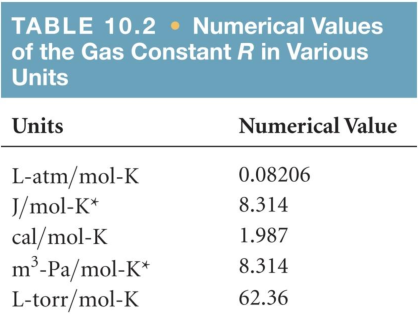 TABLE 10.2 • Numerical Values
of the Gas Constant R in Various
Units
Units Numerical Value
L-atm/mol-K 0.08206
J/mol-K* 8.314
cal/mol-K 1.987
m³-Pa/mol-K* 8.314
L-torr/mol-K 62.36